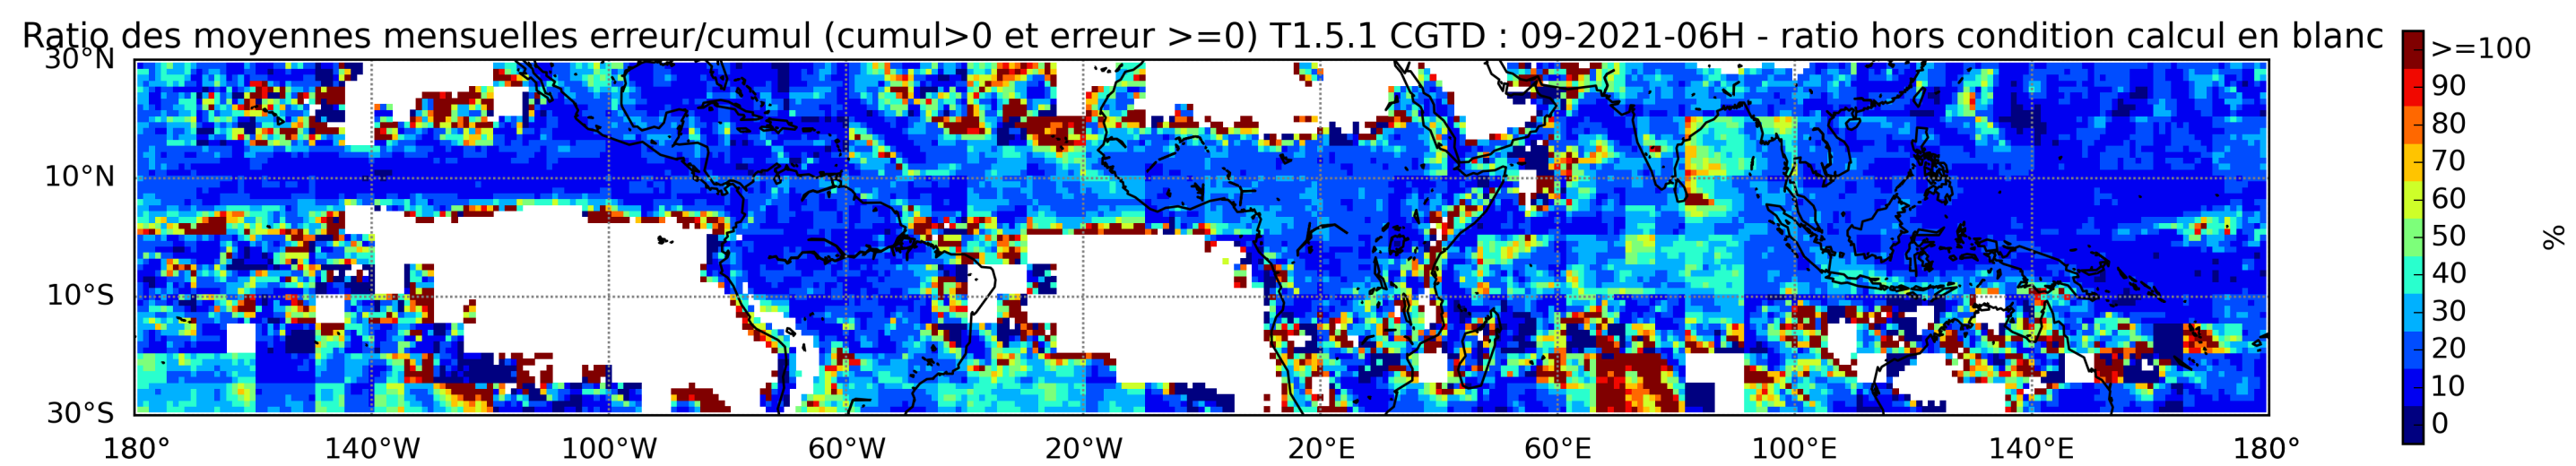 Ratio des moyennes mensuelles erreur/cumul (cumul>0 et erreur >=0) T1.5.1 CGTD : 09-2021-06H - ratio hors condition calcul en blanc
30°N
10°N
10°S
30°S
180° 140°W 100°W 60°W 20°W 20°E 60°E 100°E 140°E 180°
>=100
90
80
70
60
50
40
30
20
10
0
%